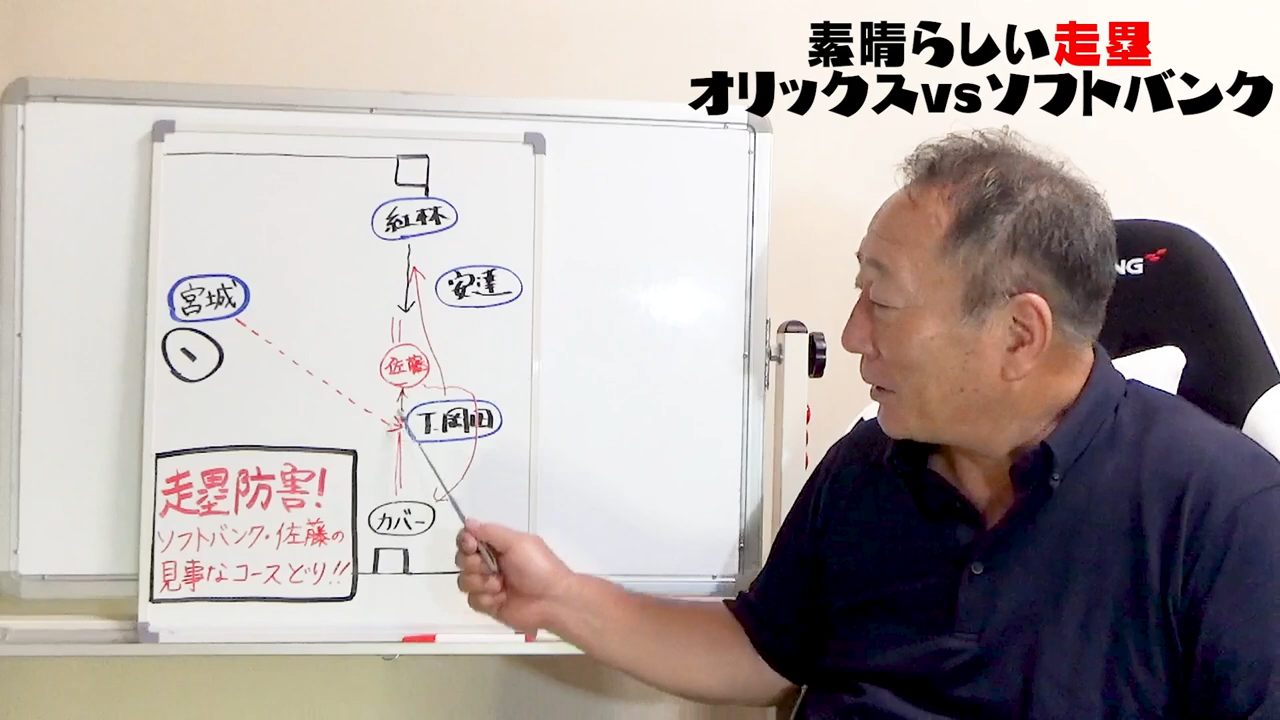 素晴らしい走塁
オリックスvsソフトバンク
紅林
安達
宮城
佐藤
T.岡田
カバー
走塁防害!
ソフトバンク・佐藤の
見事なコースどり!!
NG